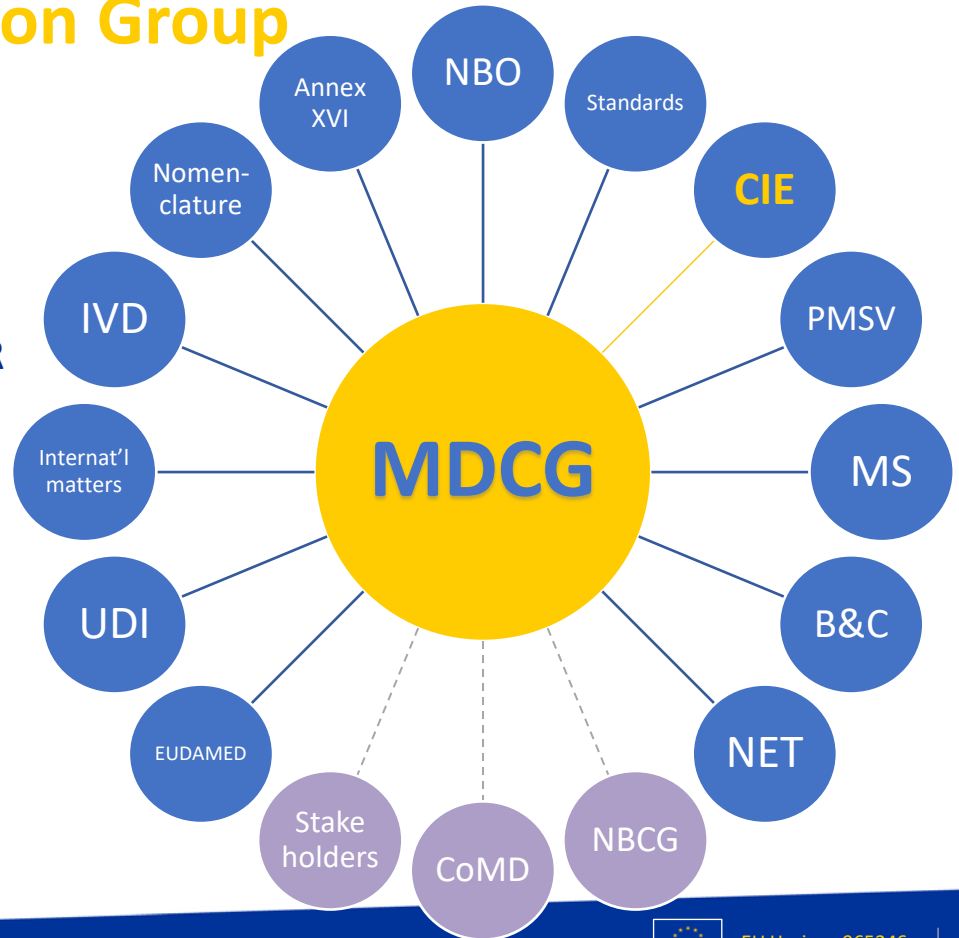 on Group
NBO
Annex
XVI
Standards
Nomen-
clature
CIE
IVD
PMSV
R
Internat'l
matters
MDCG
MS
UDI
B&C
EUDAMED
NET
Stake
holders
CoMD
NBCG